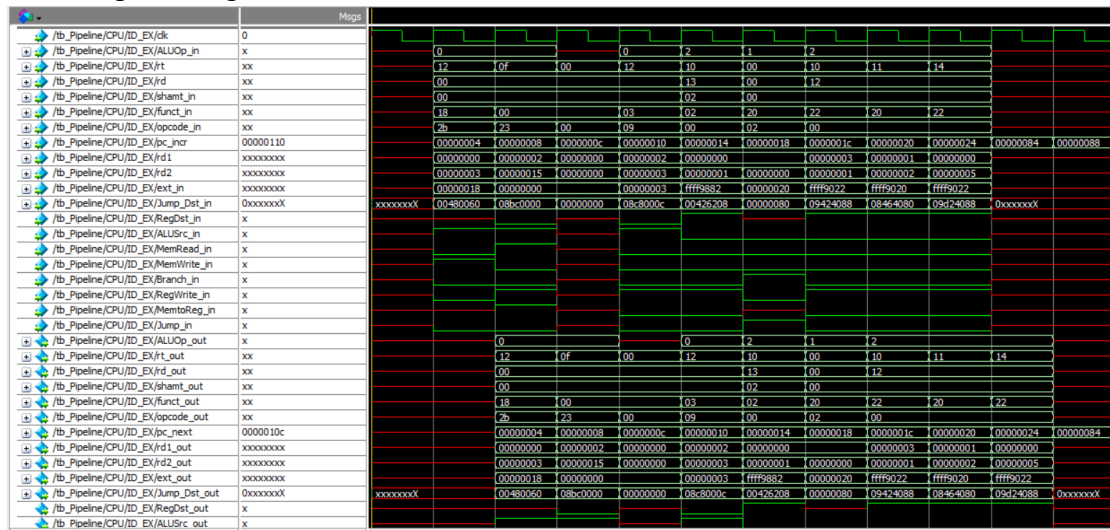 Msgs
/tb_Pipeline/CPU/ID_EX/clk 0
/tb_Pipeline/CPU/ID_EX/ALUOp_in x 0 0 2 1 2
/tb_Pipeline/CPU/ID_EX/rt xx 12 0f 00 12 10 00 10 11 14
/tb_Pipeline/CPU/ID_EX/rd xx 00 13 00 12
/tb_Pipeline/CPU/ID_EX/shamt_in xx 00 02 00
/tb_Pipeline/CPU/ID_EX/funct_in xx 18 00 03 02 20 22 20 22
/tb_Pipeline/CPU/ID_EX/opcode_in xx 2b 23 00 09 00 02 00
/tb_Pipeline/CPU/ID_EX/pc_incr 00000110 00000004 00000008 0000000c 00000010 00000014 00000018 0000001c 00000020 00000024 00000084 00000088
/tb_Pipeline/CPU/ID_EX/rd1 xxxxxxxx 00000000 00000002 00000000 00000002 00000000 00000003 00000001 00000000
/tb_Pipeline/CPU/ID_EX/rd2 xxxxxxxx 00000003 00000015 00000000 00000003 00000001 00000000 00000001 00000002 00000005
/tb_Pipeline/CPU/ID_EX/ext_in xxxxxxxx 00000018 00000000 00000003 ffff9882 00000020 ffff9022 ffff9020 ffff9022
/tb_Pipeline/CPU/ID_EX/Jump_Dst_in 0xxxxxxX xxxxxxxX 00480060 08bc0000 00000000 08c8000c 00426208 00000080 09424088 08464080 09d24088 0xxxxxxX
/tb_Pipeline/CPU/ID_EX/RegDst_in x
/tb_Pipeline/CPU/ID_EX/ALUSrc_in x
/tb_Pipeline/CPU/ID_EX/MemRead_in x
/tb_Pipeline/CPU/ID_EX/MemWrite_in x
/tb_Pipeline/CPU/ID_EX/Branch_in x
/tb_Pipeline/CPU/ID_EX/RegWrite_in x
/tb_Pipeline/CPU/ID_EX/MemtoReg_in x
/tb_Pipeline/CPU/ID_EX/Jump_in x
/tb_Pipeline/CPU/ID_EX/ALUOp_out x 0 0 2 1 2
/tb_Pipeline/CPU/ID_EX/rt_out xx 12 0f 00 12 10 00 10 11 14
/tb_Pipeline/CPU/ID_EX/rd_out xx 00 13 00 12
/tb_Pipeline/CPU/ID_EX/shamt_out xx 00 02 00
/tb_Pipeline/CPU/ID_EX/funct_out xx 18 00 03 02 20 22 20 22
/tb_Pipeline/CPU/ID_EX/opcode_out xx 2b 23 00 09 00 02 00
/tb_Pipeline/CPU/ID_EX/pc_next 0000010c 00000004 00000008 0000000c 00000010 00000014 00000018 0000001c 00000020 00000024 00000084
/tb_Pipeline/CPU/ID_EX/rd1_out xxxxxxxx 00000000 00000002 00000000 00000002 00000000 00000003 00000001 00000000
/tb_Pipeline/CPU/ID_EX/rd2_out xxxxxxxx 00000003 00000015 00000000 00000003 00000001 00000000 00000001 00000002 00000005
/tb_Pipeline/CPU/ID_EX/ext_out xxxxxxxx 00000018 00000000 00000003 ffff9882 00000020 ffff9022 ffff9020 ffff9022
/tb_Pipeline/CPU/ID_EX/Jump_Dst_out 0xxxxxxX xxxxxxxX 00480060 08bc0000 00000000 08c8000c 00426208 00000080 09424088 08464080 09d24088 0xxxxxxX
/tb_Pipeline/CPU/ID_EX/RegDst_out x
/tb_Pipeline/CPU/ID_EX/ALUSrc_out x